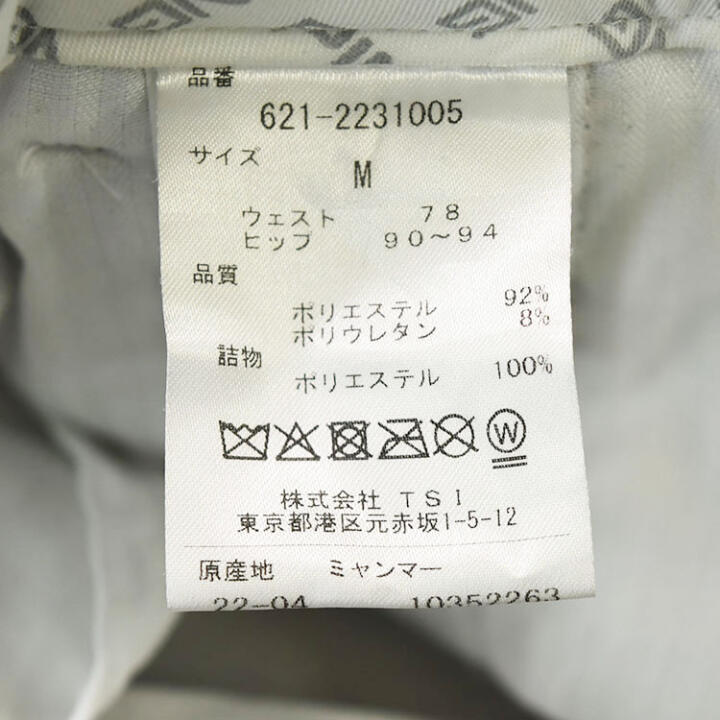 品番
621-2231005
サイズ
M
ウェスト 78
ヒップ 90～94
品質
ポリエステル 92%
ポリウレタン 8%
詰物
ポリエステル 100%
W
株式会社 TSI
東京都港区元赤坂1-5-12
原産地 ミャンマー
22-04 10352263